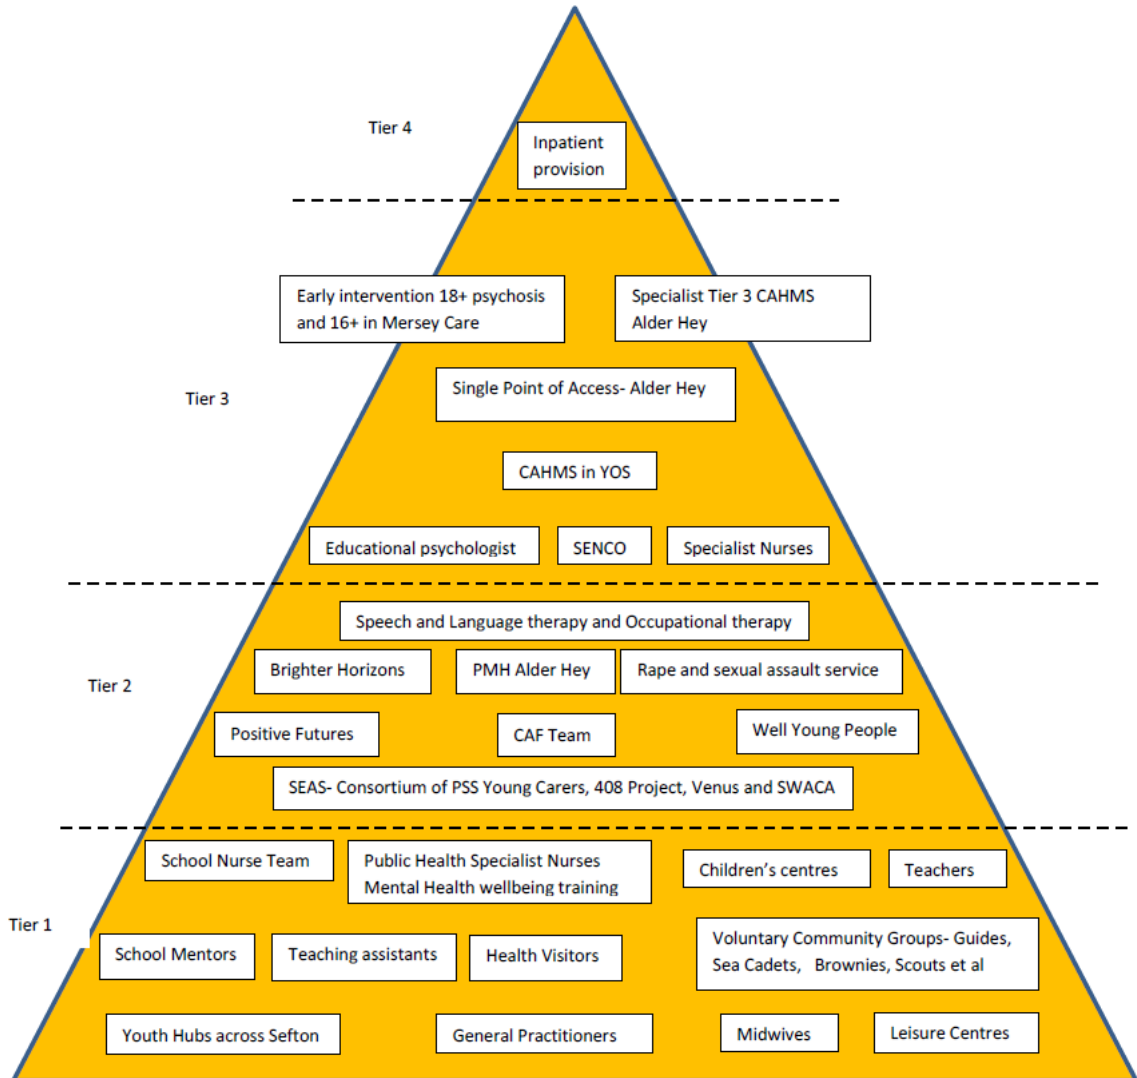 Tier 4
Inpatient
provision
Early intervention 18+ psychosis
and 16+ in Mersey Care
Specialist Tier 3 CAHMS
Alder Hey
Tier 3
Single Point of Access- Alder Hey
CAHMS in YOS
Educational psychologist
SENCO
Specialist Nurses
Speech and Language therapy and Occupational therapy
Tier 2
Brighter Horizons
PMH Alder Hey
Rape and sexual assault service
Positive Futures
CAF Team
Well Young People
SEAS- Consortium of PSS Young Carers, 408 Project, Venus and SWACA
School Nurse Team
Public Health Specialist Nurses
Mental Health wellbeing training
Children's centres
Teachers
Tier 1
School Mentors
Teaching assistants
Health Visitors
Voluntary Community Groups- Guides,
Sea Cadets, Brownies, Scouts et al
Youth Hubs across Sefton
General Practitioners
Midwives
Leisure Centres